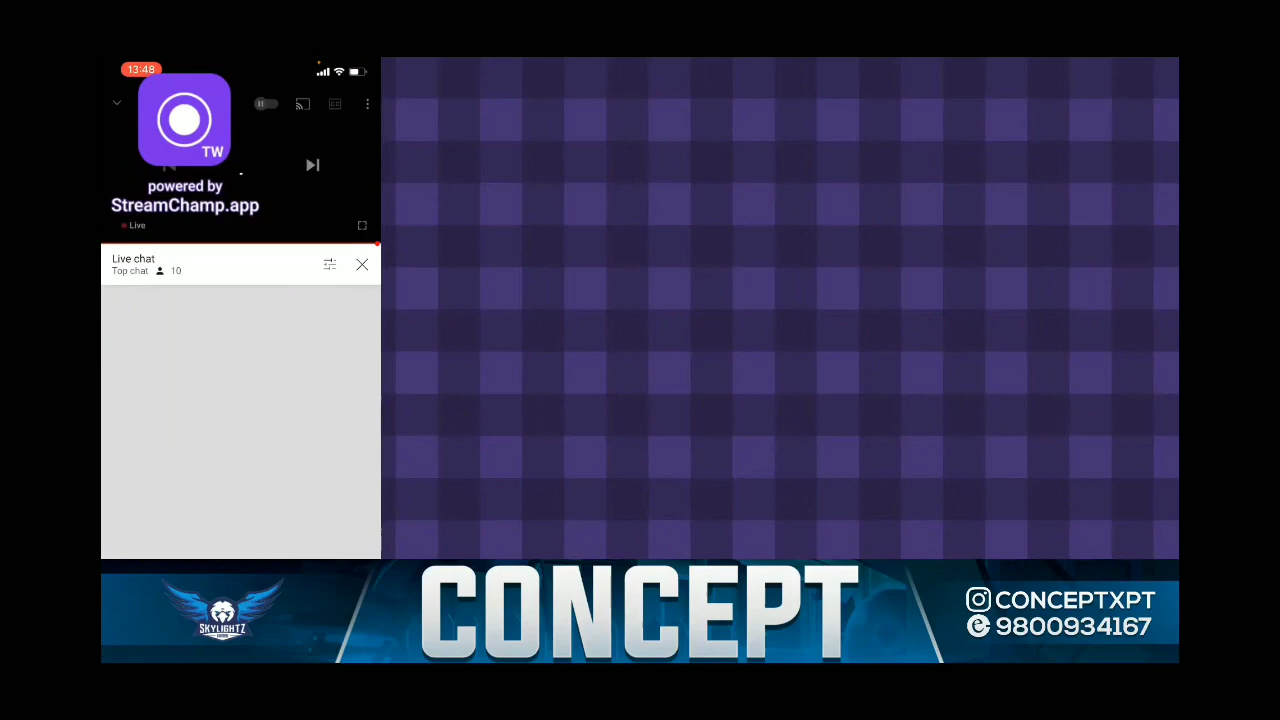 13:48
TW
powered by
StreamChamp.app
Live
Live chat
Top chat 10
SKYLIGHTZ
CONCEPT
CONCEPTXPT
9800934167